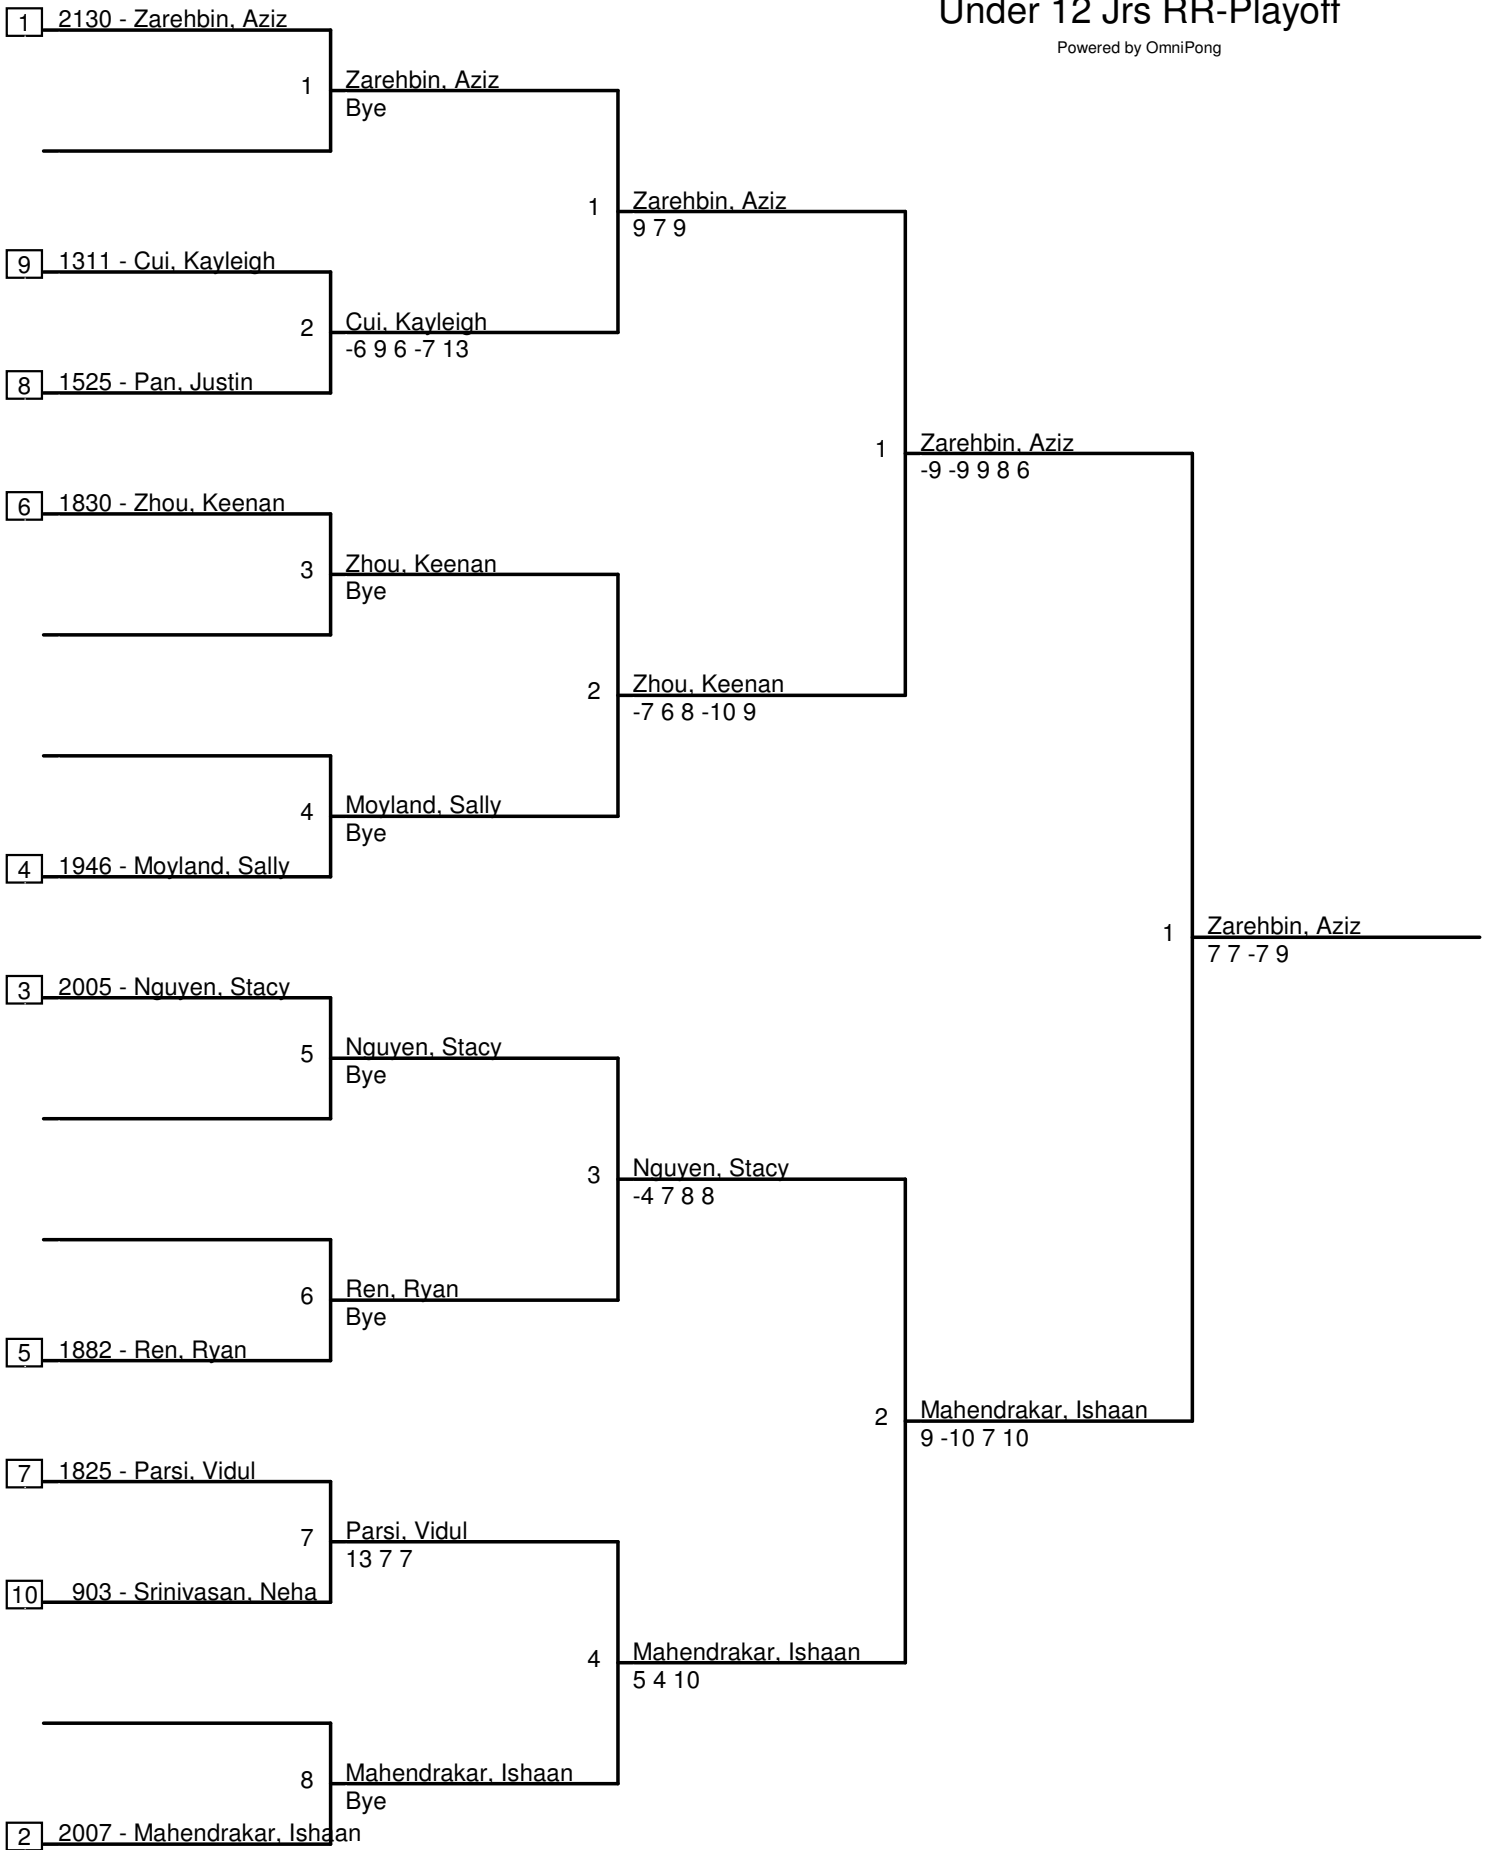 Under 12 Jrs RR-Playoff
Powered by OmniPong
1 2130 - Zarehbin, Aziz
1 Zarehbin, Aziz
Bye
1 Zarehbin, Aziz
9 7 9
9 1311 - Cui, Kayleigh
2 Cui, Kayleigh
-6 9 6 -7 13
8 1525 - Pan, Justin
1 Zarehbin, Aziz
-9 -9 9 8 6
6 1830 - Zhou, Keenan
3 Zhou, Keenan
Bye
2 Zhou, Keenan
-7 6 8 -10 9
4 Moyland, Sally
Bye
4 1946 - Moyland, Sally
1 Zarehbin, Aziz
7 7 -7 9
3 2005 - Nguyen, Stacy
5 Nguyen, Stacy
Bye
3 Nguyen, Stacy
-4 7 8 8
6 Ren, Ryan
Bye
5 1882 - Ren, Ryan
2 Mahendrakar, Ishaan
9 -10 7 10
7 1825 - Parsi, Vidul
7 Parsi, Vidul
13 7 7
10 903 - Srinivasan, Neha
4 Mahendrakar, Ishaan
5 4 10
8 Mahendrakar, Ishaan
Bye
2 2007 - Mahendrakar, Ishaan